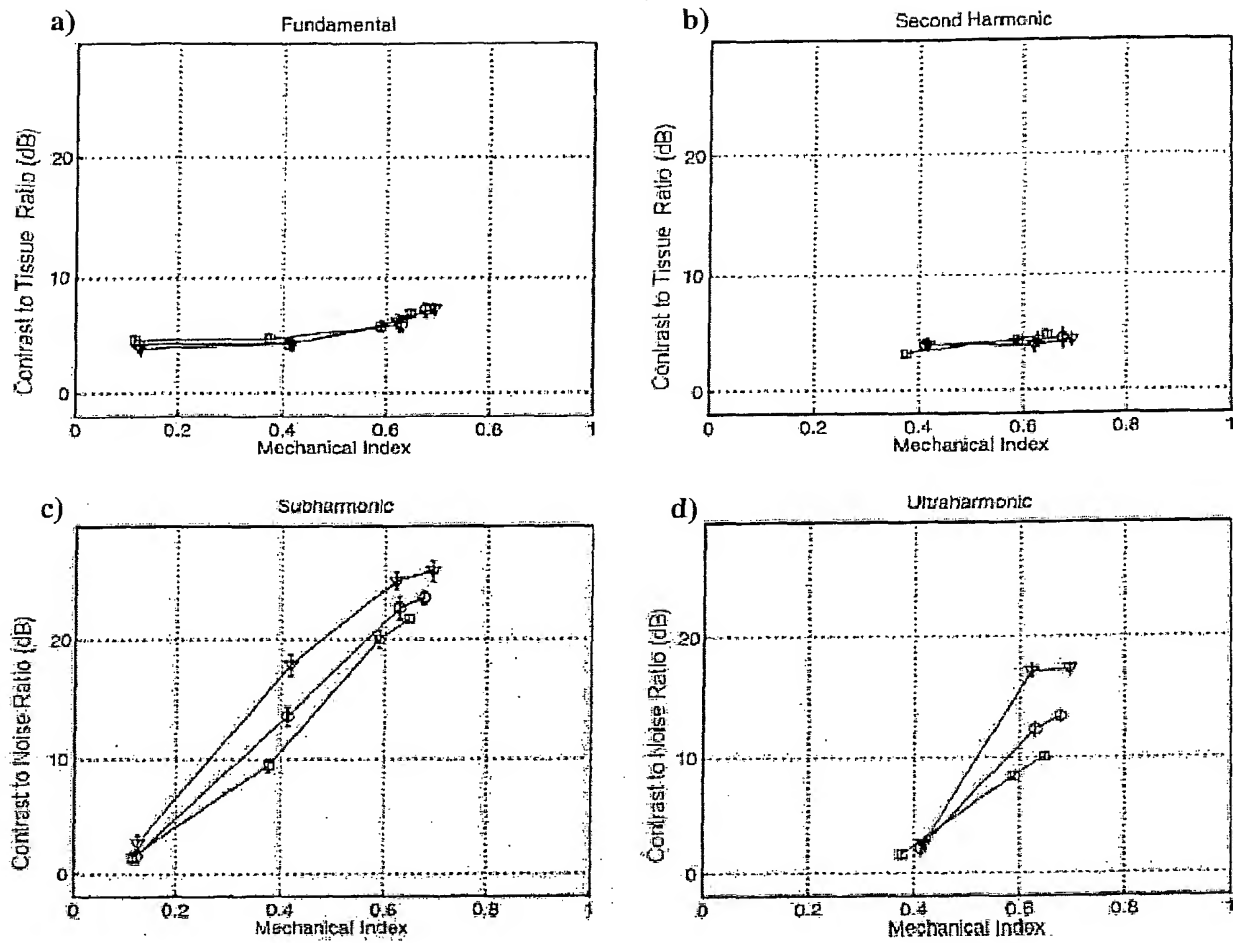 a)
Fundamental
Contrast to Tissue Ratio (dB)
20
10
0
0 0.2 0.4 0.6 0.8 1
Mechanical Index
b)
Second Harmonic
Contrast to Tissue Ratio (dB)
20
10
0
0 0.2 0.4 0.6 0.8 1
Mechanical Index
c)
Subharmonic
Contrast to Noise Ratio (dB)
20
10
0
0 0.2 0.4 0.6 0.8 1
Mechanical Index
d)
Ultraharmonic
Contrast to Noise Ratio (dB)
20
10
0
0 0.2 0.4 0.6 0.8 1
Mechanical Index